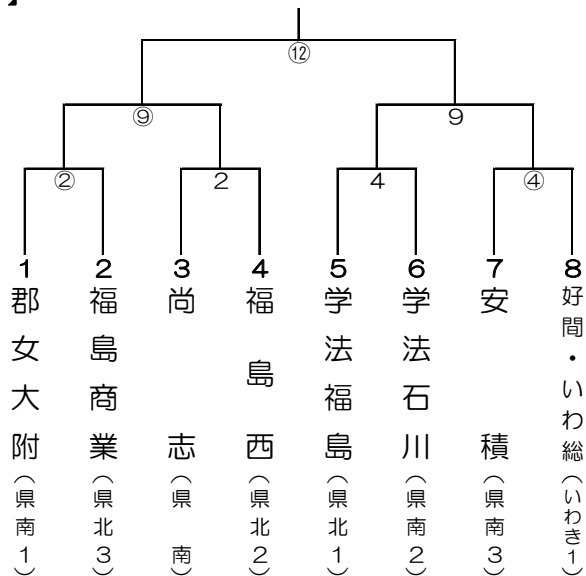 】
⑫
⑨ 9
② 2 4 ④
1 2 3 4 5 6 7 8
郡女大附（県南1）
福島商業（県北3）
尚志（県南）
福島西（県北2）
学法福島（県北1）
学法石川（県南2）
安積（県南3）
好間・いわ総（いわき1）